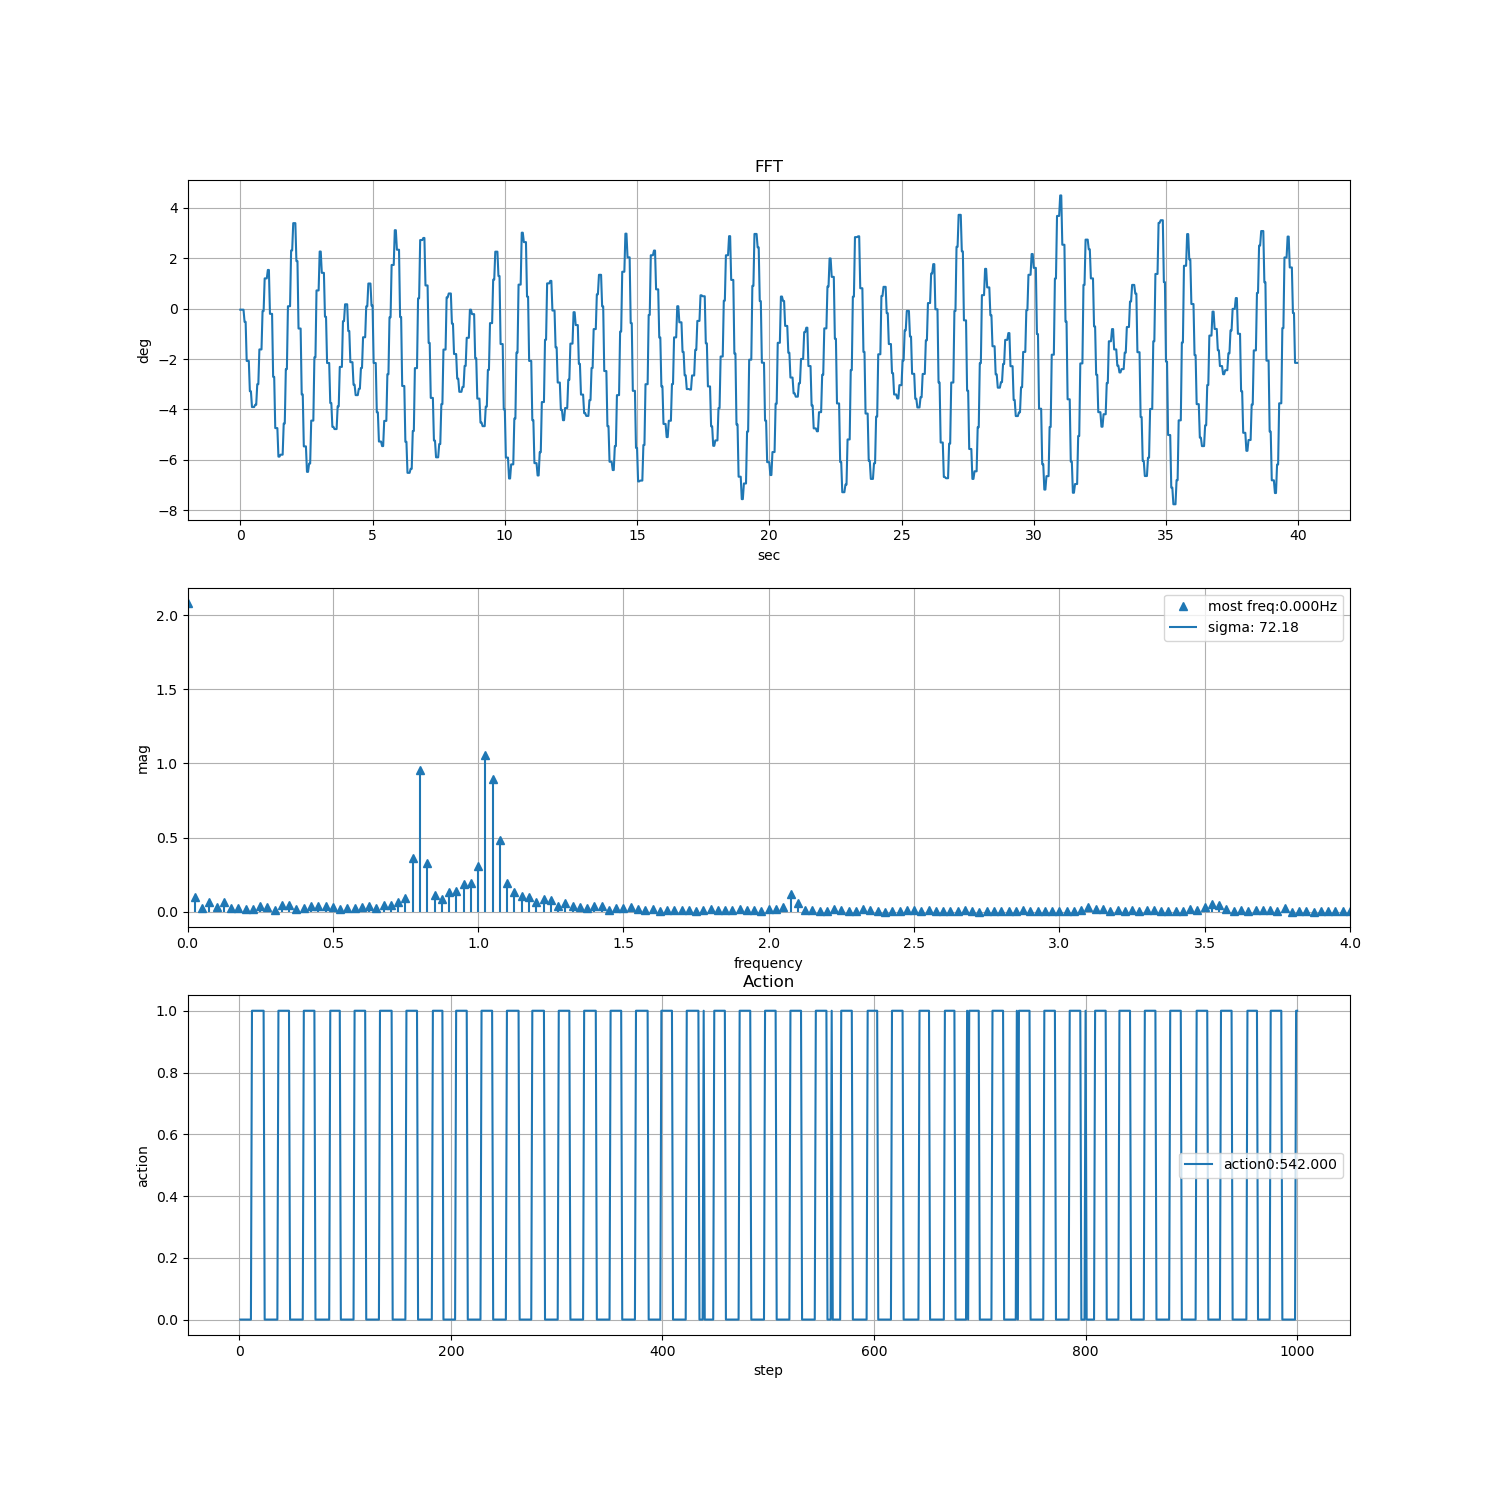 FFT
4
2
0
−2
−4
−6
−8
deg
0 5 10 15 20 25 30 35 40
sec
2.0
1.5
1.0
0.5
0.0
mag
most freq:0.000Hz
sigma: 72.18
0.0 0.5 1.0 1.5 2.0 2.5 3.0 3.5 4.0
frequency
Action
1.0
0.8
0.6
0.4
0.2
0.0
action
action0:542.000
0 200 400 600 800 1000
step